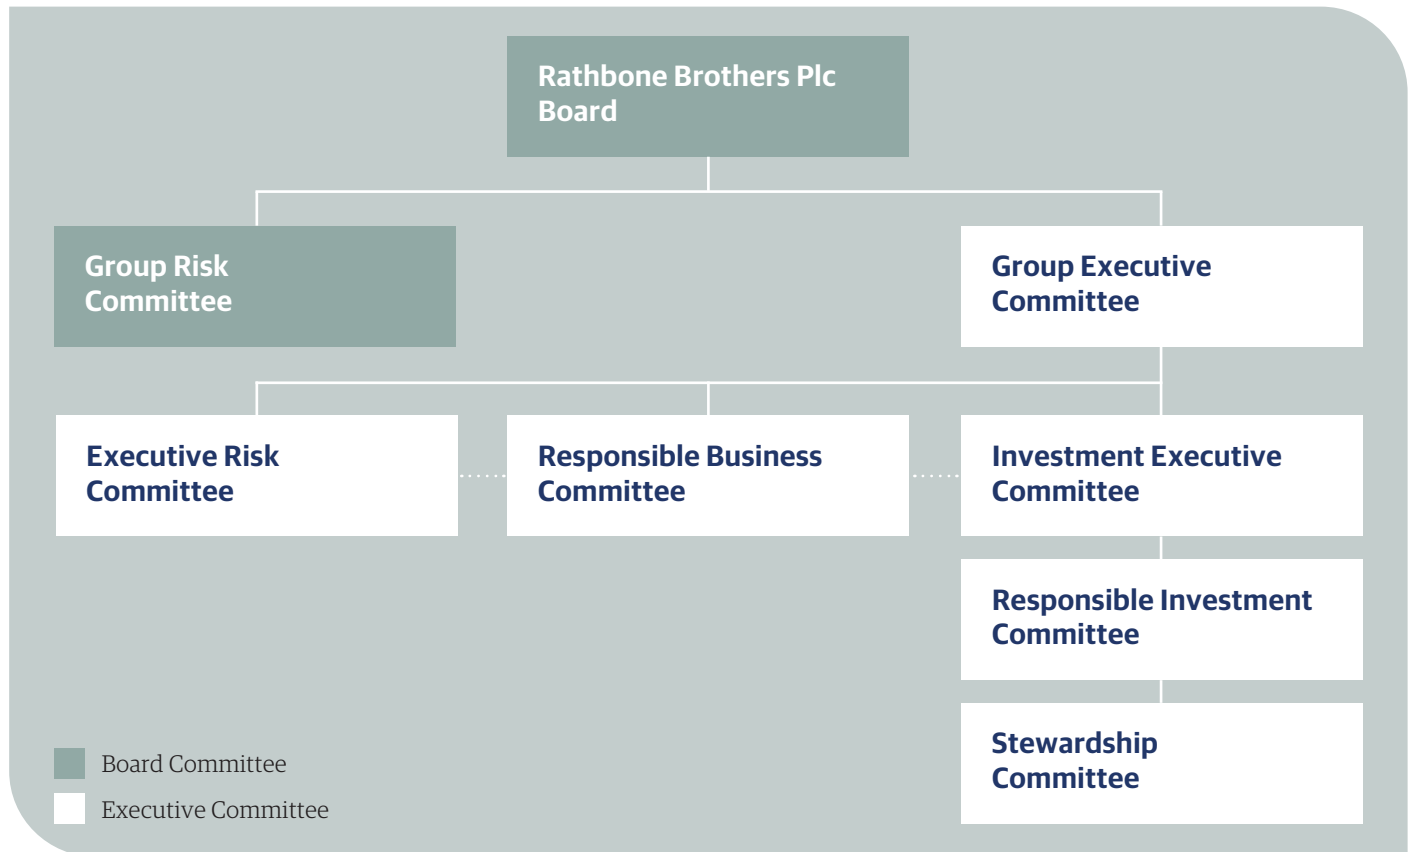 Rathbone Brothers Plc
Board
Group Risk
Committee
Group Executive
Committee
Executive Risk
Committee
Responsible Business
Committee
Investment Executive
Committee
Responsible Investment
Committee
Stewardship
Committee
Board Committee
Executive Committee